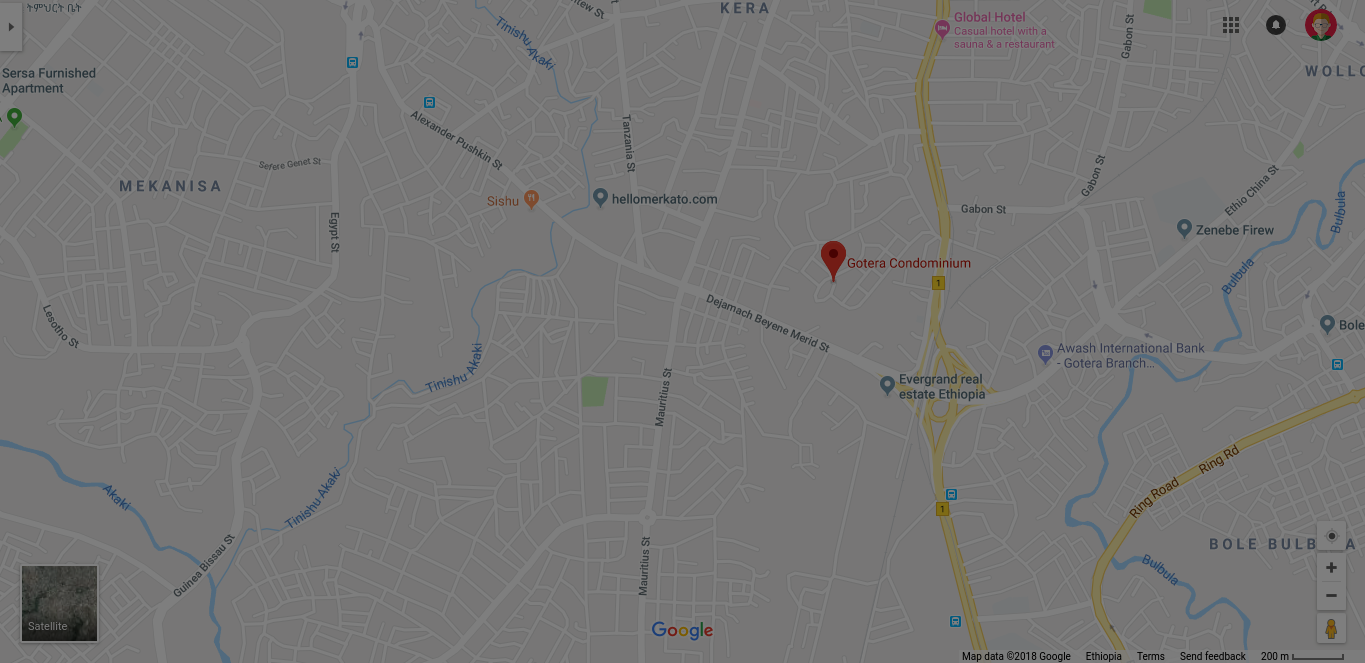 ትምህርት ቤት
tew St
KERA
Global Hotel
Casual hotel with a
sauna & a restaurant
Gabon St
WOLLO
Tinishu Akaki
Sersa Furnished
Apartment
Alexander Pushkin St
Tanzania St
Sefere Genet St
MEKANISA
Sishu
hellomerkato.com
Gabon St
Gabon St
Ethio China St
Bulbula
Zenebe Firew
Egypt St
Gotera Condominium
1
Bulbula
Lesotho St
Dejamach Beyene Merid St
Bole
Awash International Bank
- Gotera Branch...
Tinishu Akaki
Mauritius St
Evergrand real
estate Ethiopia
Ring Rd
Ring Road
Akaki
Tinishu Akaki
1
BOLE BULB A
Guinea Bissau St
Mauritius St
Bulbula
Satellite
Google
Map data ©2018 Google Ethiopia Terms Send feedback 200 m